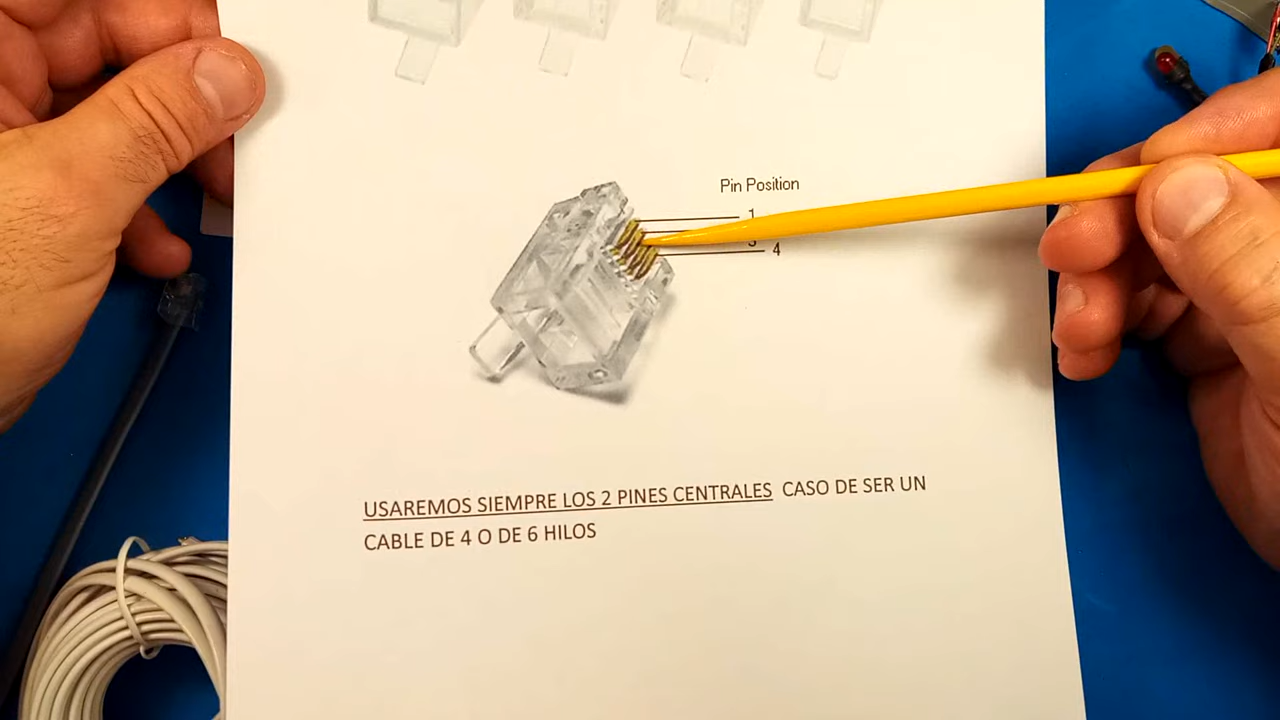 Pin Position
1
3
4
USAREMOS SIEMPRE LOS 2 PINES CENTRALES CASO DE SER UN
CABLE DE 4 O DE 6 HILOS